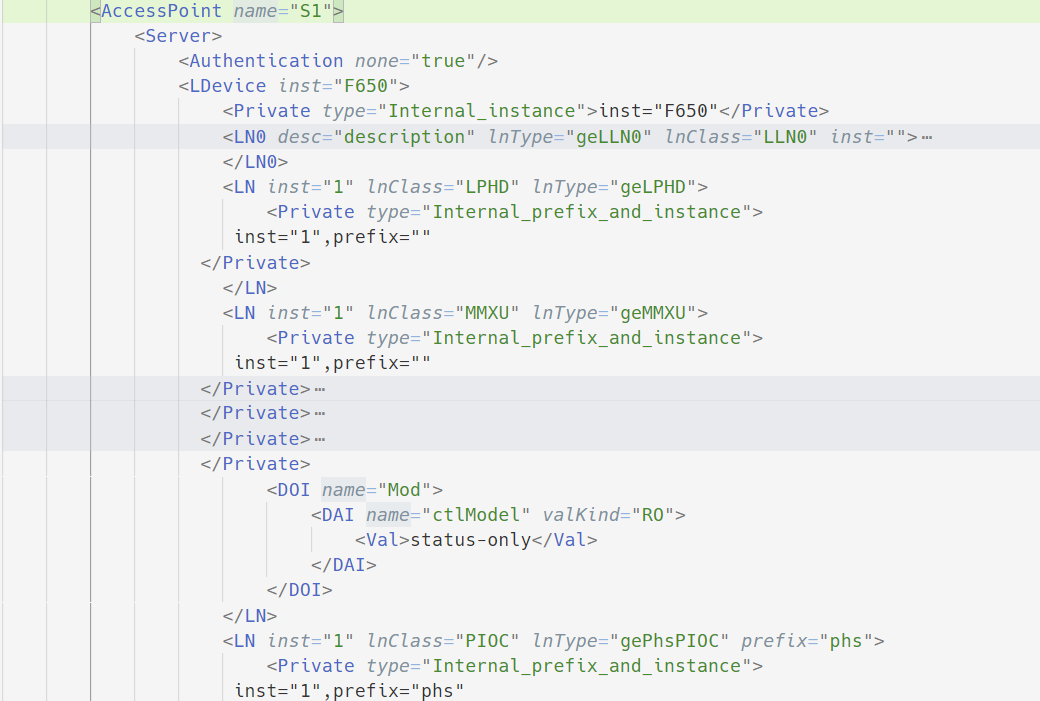 <AccessPoint name="S1">
<Server>
<Authentication none="true"/>
<LDevice inst="F650">
<Private type="Internal_instance">inst="F650"</Private>
<LN0 desc="description" lnType="geLLN0" lnClass="LLN0" inst="">⋯
</LN0>
<LN inst="1" lnClass="LPHD" lnType="geLPHD">
<Private type="Internal_prefix_and_instance">
inst="1",prefix=""
</Private>
</LN>
<LN inst="1" lnClass="MMXU" lnType="geMMXU">
<Private type="Internal_prefix_and_instance">
inst="1",prefix=""
</Private>⋯
</Private>⋯
</Private>⋯
</Private>
<DOI name="Mod">
<DAI name="ctlModel" valKind="RO">
<Val>status-only</Val>
</DAI>
</DOI>
</LN>
<LN inst="1" lnClass="PIOC" lnType="gePhsPIOC" prefix="phs">
<Private type="Internal_prefix_and_instance">
inst="1",prefix="phs"